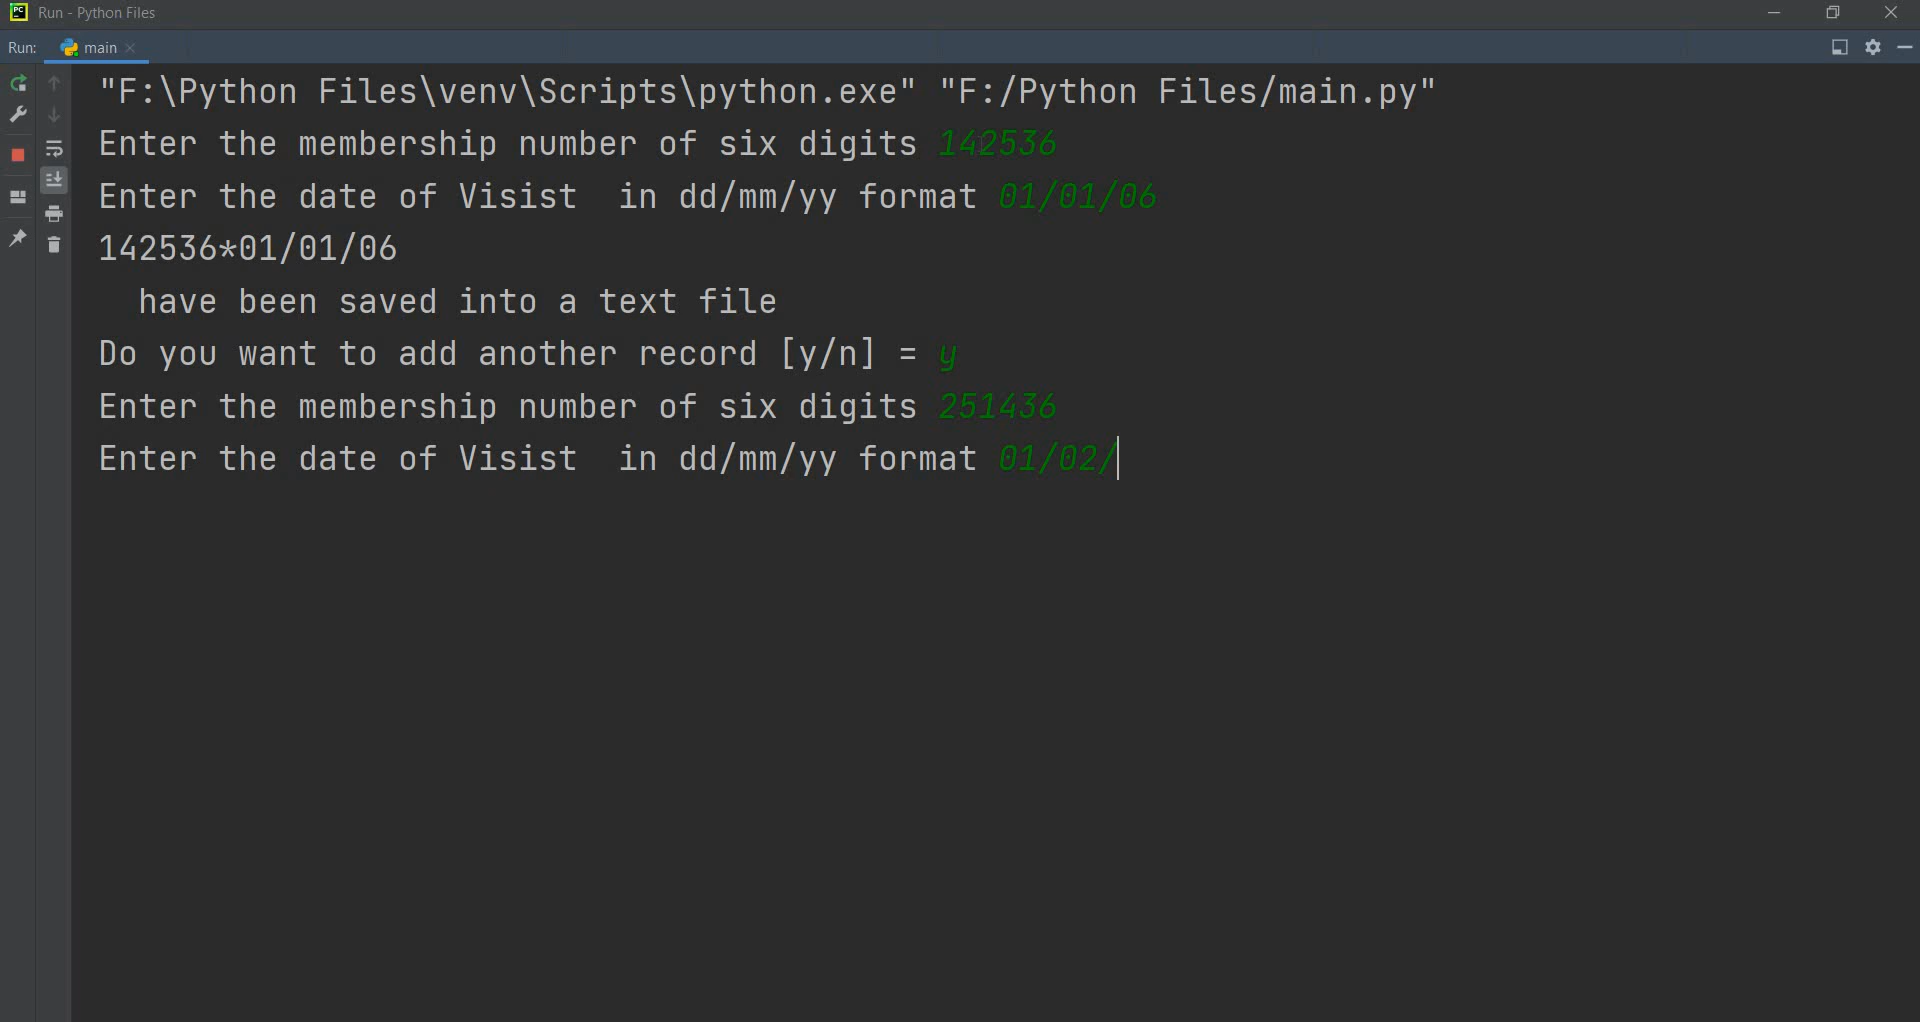 Run - Python Files
Run: main
"F:\Python Files\venv\Scripts\python.exe" "F:/Python Files/main.py"
Enter the membership number of six digits 142536
Enter the date of Visist  in dd/mm/yy format 01/01/06
142536*01/01/06
  have been saved into a text file
Do you want to add another record [y/n] = y
Enter the membership number of six digits 251436
Enter the date of Visist  in dd/mm/yy format 01/02/